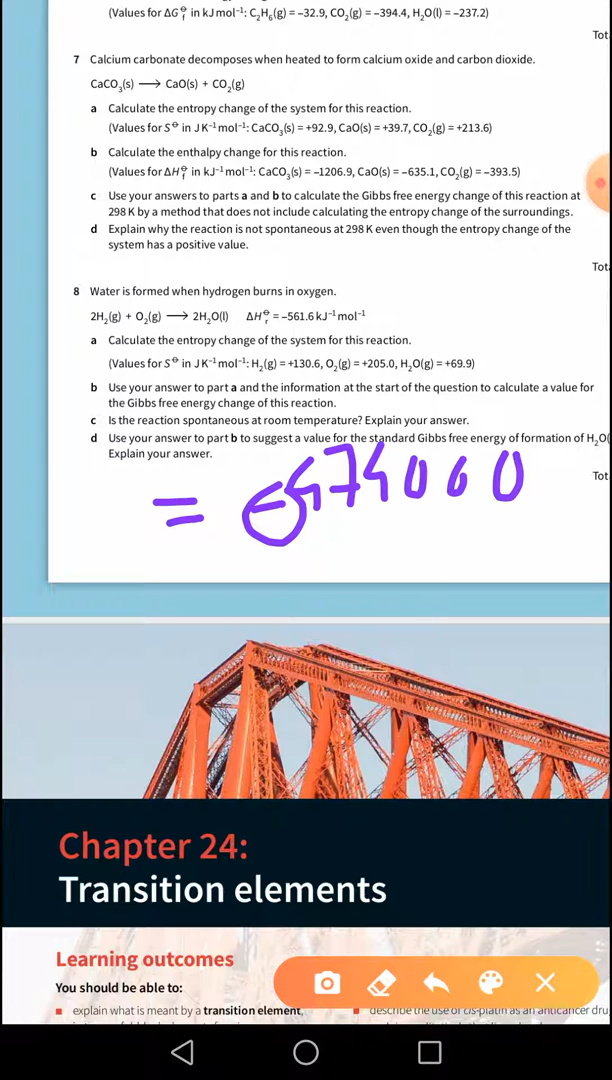 (Values for ΔG⦵f in kJ mol⁻¹: C₂H₆(g) = −32.9, CO₂(g) = −394.4, H₂O(l) = −237.2)
7 Calcium carbonate decomposes when heated to form calcium oxide and carbon dioxide.
CaCO₃(s) ⟶ CaO(s) + CO₂(g)
a Calculate the entropy change of the system for this reaction.
(Values for S⦵ in J K⁻¹ mol⁻¹: CaCO₃(s) = +92.9, CaO(s) = +39.7, CO₂(g) = +213.6)
b Calculate the enthalpy change for this reaction.
(Values for ΔH⦵f in kJ⁻¹ mol⁻¹: CaCO₃(s) = −1206.9, CaO(s) = −635.1, CO₂(g) = −393.5)
c Use your answers to parts a and b to calculate the Gibbs free energy change of this reaction at
298 K by a method that does not include calculating the entropy change of the surroundings.
d Explain why the reaction is not spontaneous at 298 K even though the entropy change of the
system has a positive value.
8 Water is formed when hydrogen burns in oxygen.
2H₂(g) + O₂(g) ⟶ 2H₂O(l) ΔH⦵r = −561.6 kJ⁻¹ mol⁻¹
a Calculate the entropy change of the system for this reaction.
(Values for S⦵ in J K⁻¹ mol⁻¹: H₂(g) = +130.6, O₂(g) = +205.0, H₂O(g) = +69.9)
b Use your answer to part a and the information at the start of the question to calculate a value for
the Gibbs free energy change of this reaction.
c Is the reaction spontaneous at room temperature? Explain your answer.
d Use your answer to part b to suggest a value for the standard Gibbs free energy of formation of H₂O(
Explain your answer.
= 474000
Chapter 24:
Transition elements
Learning outcomes
You should be able to:
explain what is meant by a transition element,
describe the use of cis-platin as an anticancer dru